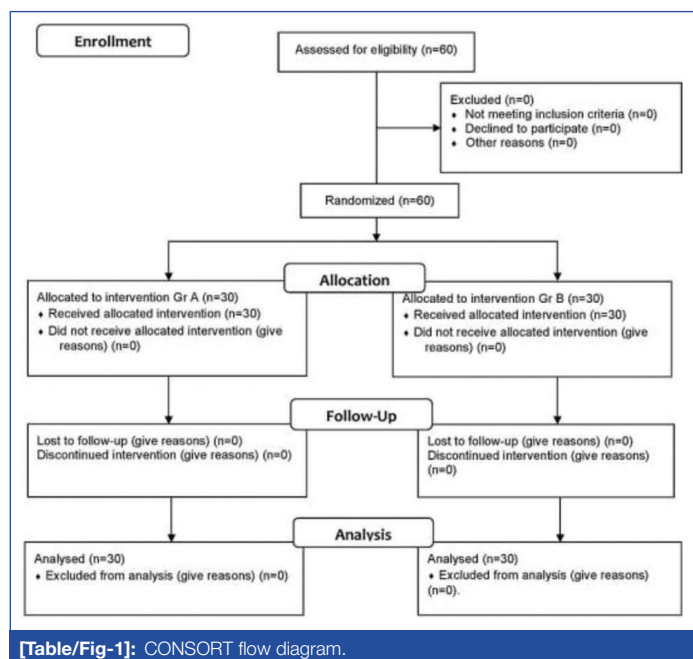 Enrollment
Assessed for eligibility (n=60)
Excluded (n=0)
♦ Not meeting inclusion criteria (n=0)
♦ Declined to participate (n=0)
♦ Other reasons (n=0)
Randomized (n=60)
Allocation
Allocated to intervention Gr A (n=30)
♦ Received allocated intervention (n=30)
♦ Did not receive allocated intervention (give
reasons) (n=0)
Allocated to intervention Gr B (n=30)
♦ Received allocated intervention (n=30)
♦ Did not receive allocated intervention (give
reasons) (n=0)
Follow-Up
Lost to follow-up (give reasons) (n=0)
Discontinued intervention (give reasons) (n=0)
Lost to follow-up (give reasons) (n=0)
Discontinued intervention (give reasons)
(n=0)
Analysis
Analysed (n=30)
♦ Excluded from analysis (give reasons) (n=0)
Analysed (n=30)
♦ Excluded from analysis (give reasons)
(n=0).
[Table/Fig-1]: CONSORT flow diagram.